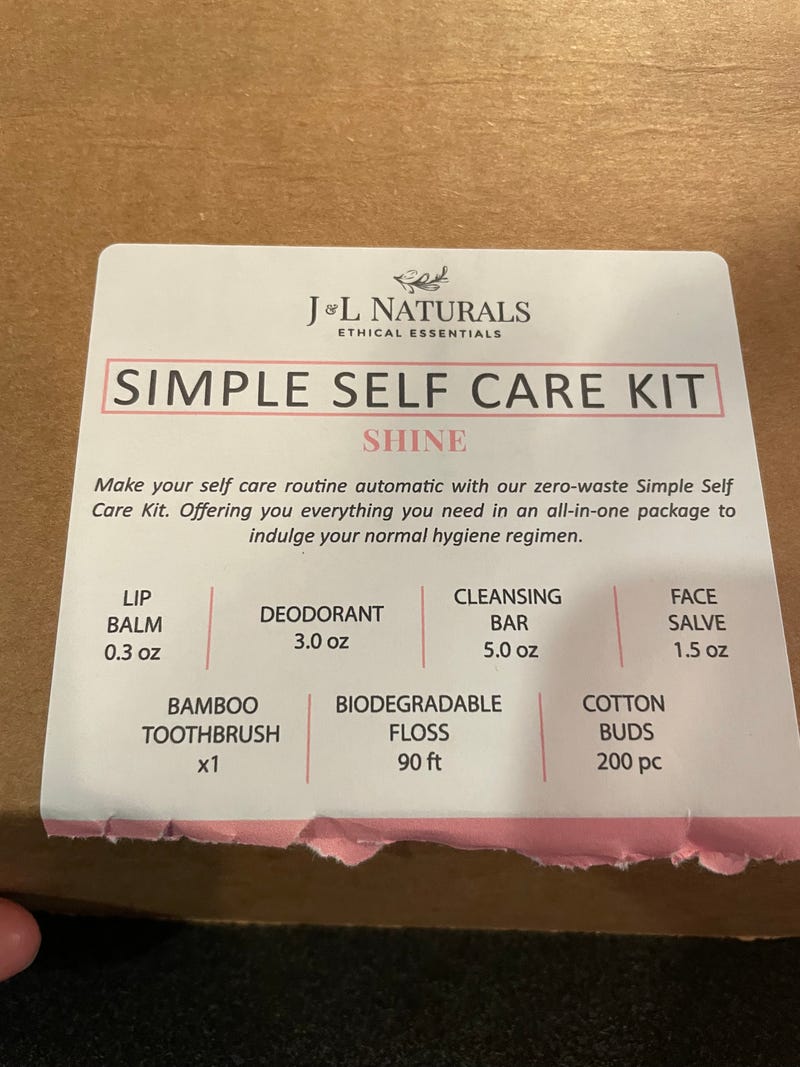 J & L NATURALS
ETHICAL ESSENTIALS
SIMPLE SELF CARE KIT
SHINE
Make your self care routine automatic with our zero-waste Simple Self
Care Kit. Offering you everything you need in an all-in-one package to
indulge your normal hygiene regimen.
LIP
BALM
0.3 oz
DEODORANT
3.0 oz
CLEANSING
BAR
5.0 oz
FACE
SALVE
1.5 oz
BAMBOO
TOOTHBRUSH
x1
BIODEGRADABLE
FLOSS
90 ft
COTTON
BUDS
200 pc